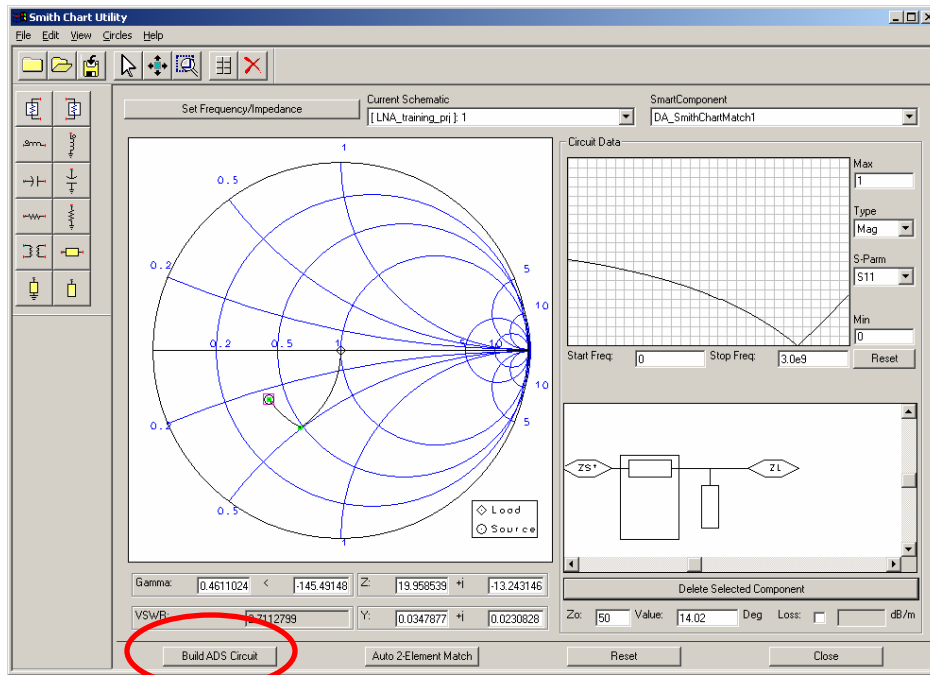 Smith Chart Utility
File Edit View Circles Help
Set Frequency/Impedance
Current Schematic
[ LNA_training_prj ]: 1
SmartComponent
DA_SmithChartMatch1
1
0.5
0.2
5
10
0.2
0.5
1
5
10
10
5
0.2
0.5
1
Load
Source
Circuit Data
Max
1
Type
Mag
S-Parm
S11
Min
0
Start Freq: 0 Stop Freq: 3.0e9 Reset
ZS* ZL
Delete Selected Component
Gamma: 0.4611024 < -145.49148 Z: 19.958539 +j -13.243146
VSWR: 2.7112799 Y: 0.0347877 +j 0.0230828
Zo: 50 Value: 14.02 Deg Loss: dB/m
Build ADS Circuit Auto 2-Element Match Reset Close